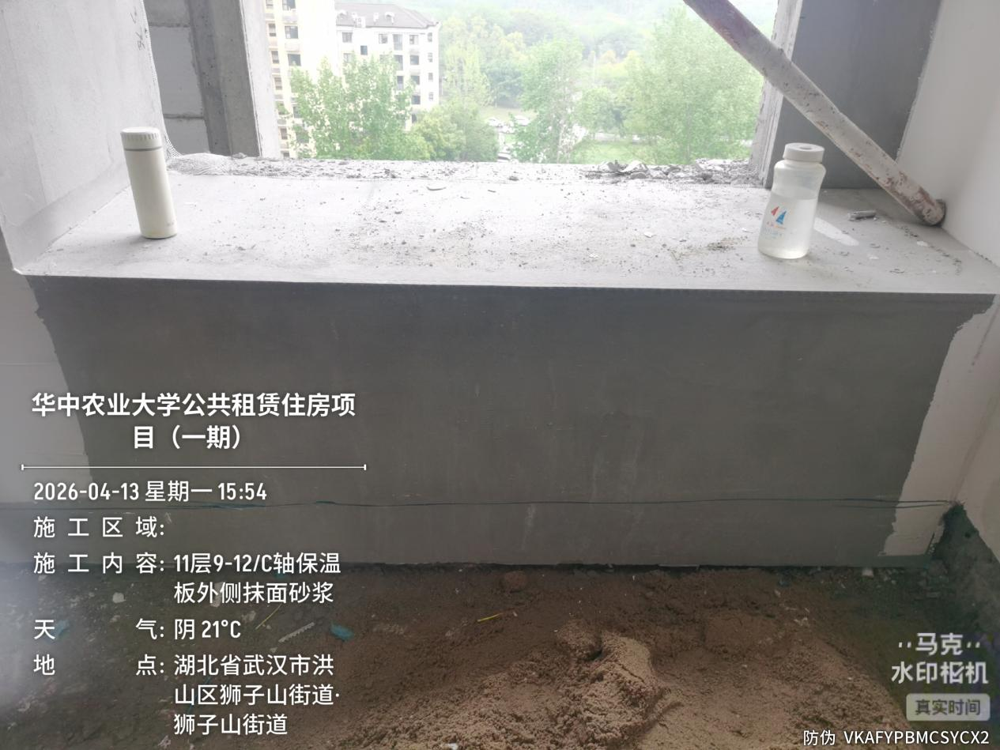 华中农业大学公共租赁住房项
目（一期）
2026-04-13 星期一 15:54
施工区域:
施工内容: 11层9-12/C轴保温
板外侧抹面砂浆
天气: 阴 21°C
地点: 湖北省武汉市洪
山区狮子山街道·
狮子山街道
马克
水印相机
真实时间
防伪 VKAFYPBMCSYCX2